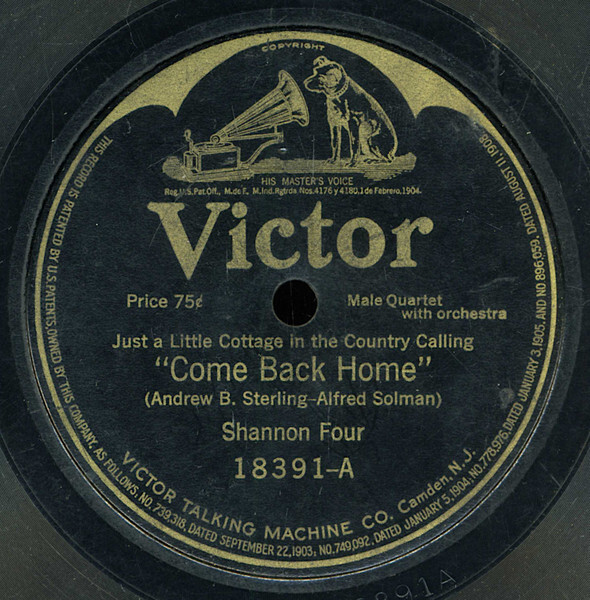 COPYRIGHT
HIS MASTER'S VOICE
Reg.U.S.Pat.Off., M.de F., M.Ind.Rgtrda.Nos.4176 y 4180,1 de Febrero,1904.
Victor
Price 75¢
Male Quartet
with orchestra
Just a Little Cottage in the Country Calling
"Come Back Home"
(Andrew B. Sterling-Alfred Solman)
Shannon Four
18391-A
VICTOR TALKING MACHINE CO. Camden, N.J.
THIS RECORD IS PATENTED BY U.S.PATENTS,OWNED BY THIS COMPANY, AS FOLLOWS, NO.739,318, DATED SEPTEMBER 22,1903; NO.749,092, DATED JANUARY 5,1904; NO.778,976, DATED JANUARY 3,1905, AND NO.896,059, DATED AUGUST 11, 1908
8391A